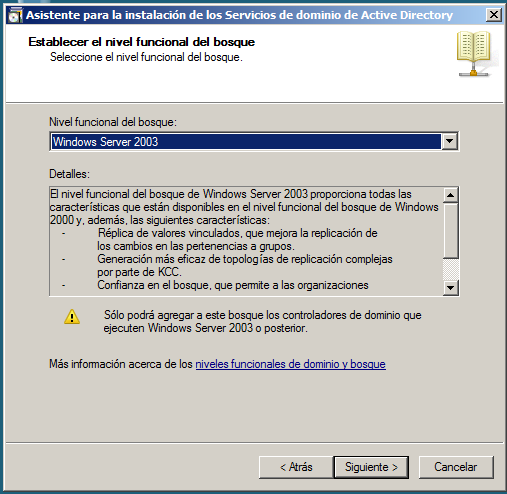 Asistente para la instalación de los Servicios de dominio de Active Directory
Establecer el nivel funcional del bosque
Seleccione el nivel funcional del bosque.
Nivel funcional del bosque:
Windows Server 2003
Detalles:
El nivel funcional del bosque de Windows Server 2003 proporciona todas las
características que están disponibles en el nivel funcional del bosque de Windows
2000 y, además, las siguientes características:
- Réplica de valores vinculados, que mejora la replicación de
los cambios en las pertenencias a grupos.
- Generación más eficaz de topologías de replicación complejas
por parte de KCC.
- Confianza en el bosque, que permite a las organizaciones
Sólo podrá agregar a este bosque los controladores de dominio que
ejecuten Windows Server 2003 o posterior.
Más información acerca de los niveles funcionales de dominio y bosque
< Atrás Siguiente > Cancelar